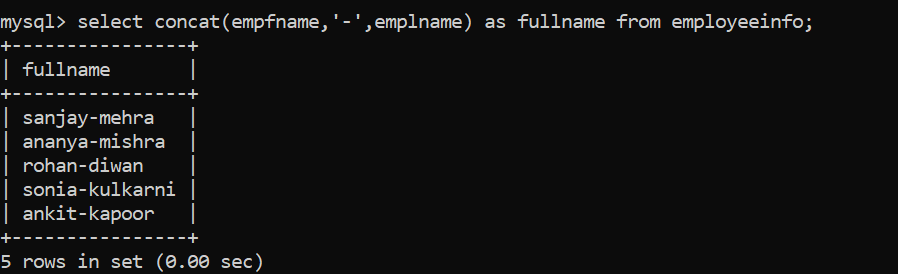 mysql> select concat(empfname,'-',emplname) as fullname from employeeinfo;
+----------------+
| fullname       |
+----------------+
| sanjay-mehra   |
| ananya-mishra  |
| rohan-diwan    |
| sonia-kulkarni |
| ankit-kapoor   |
+----------------+
5 rows in set (0.00 sec)